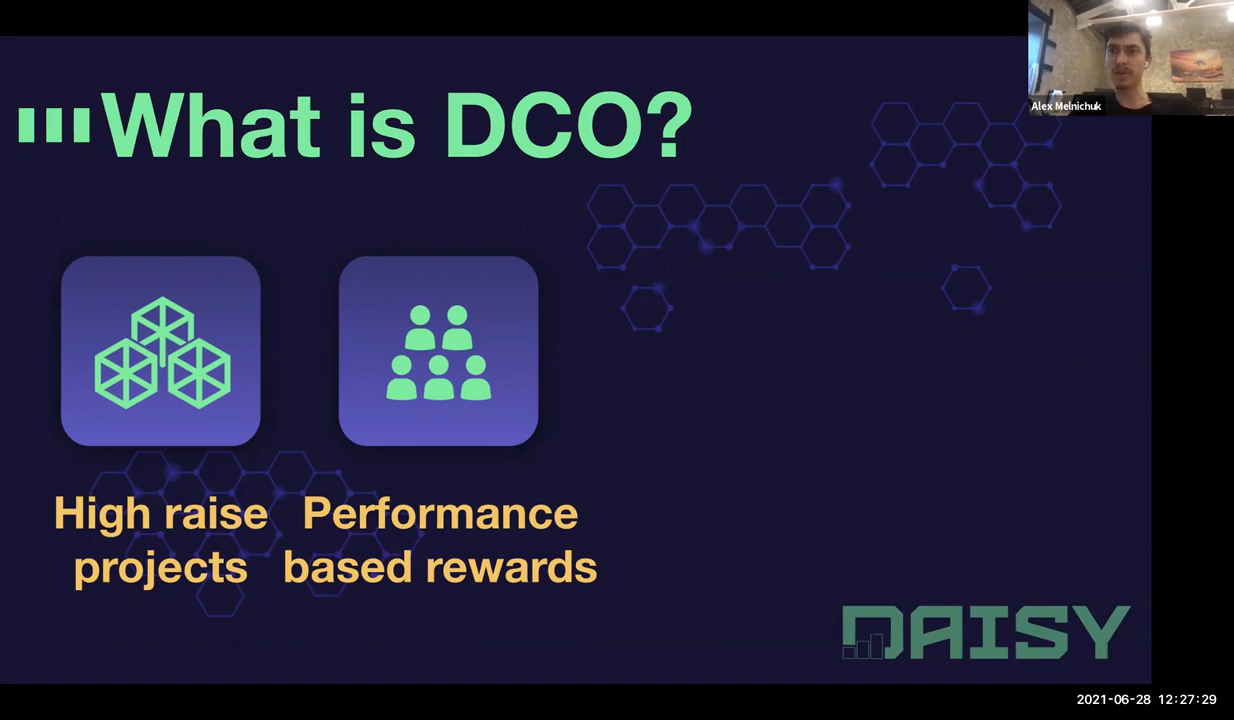 What is DCO?
Alex Melnichuk
High raise
projects
Performance
based rewards
DAISY
2021-06-28 12:27:29